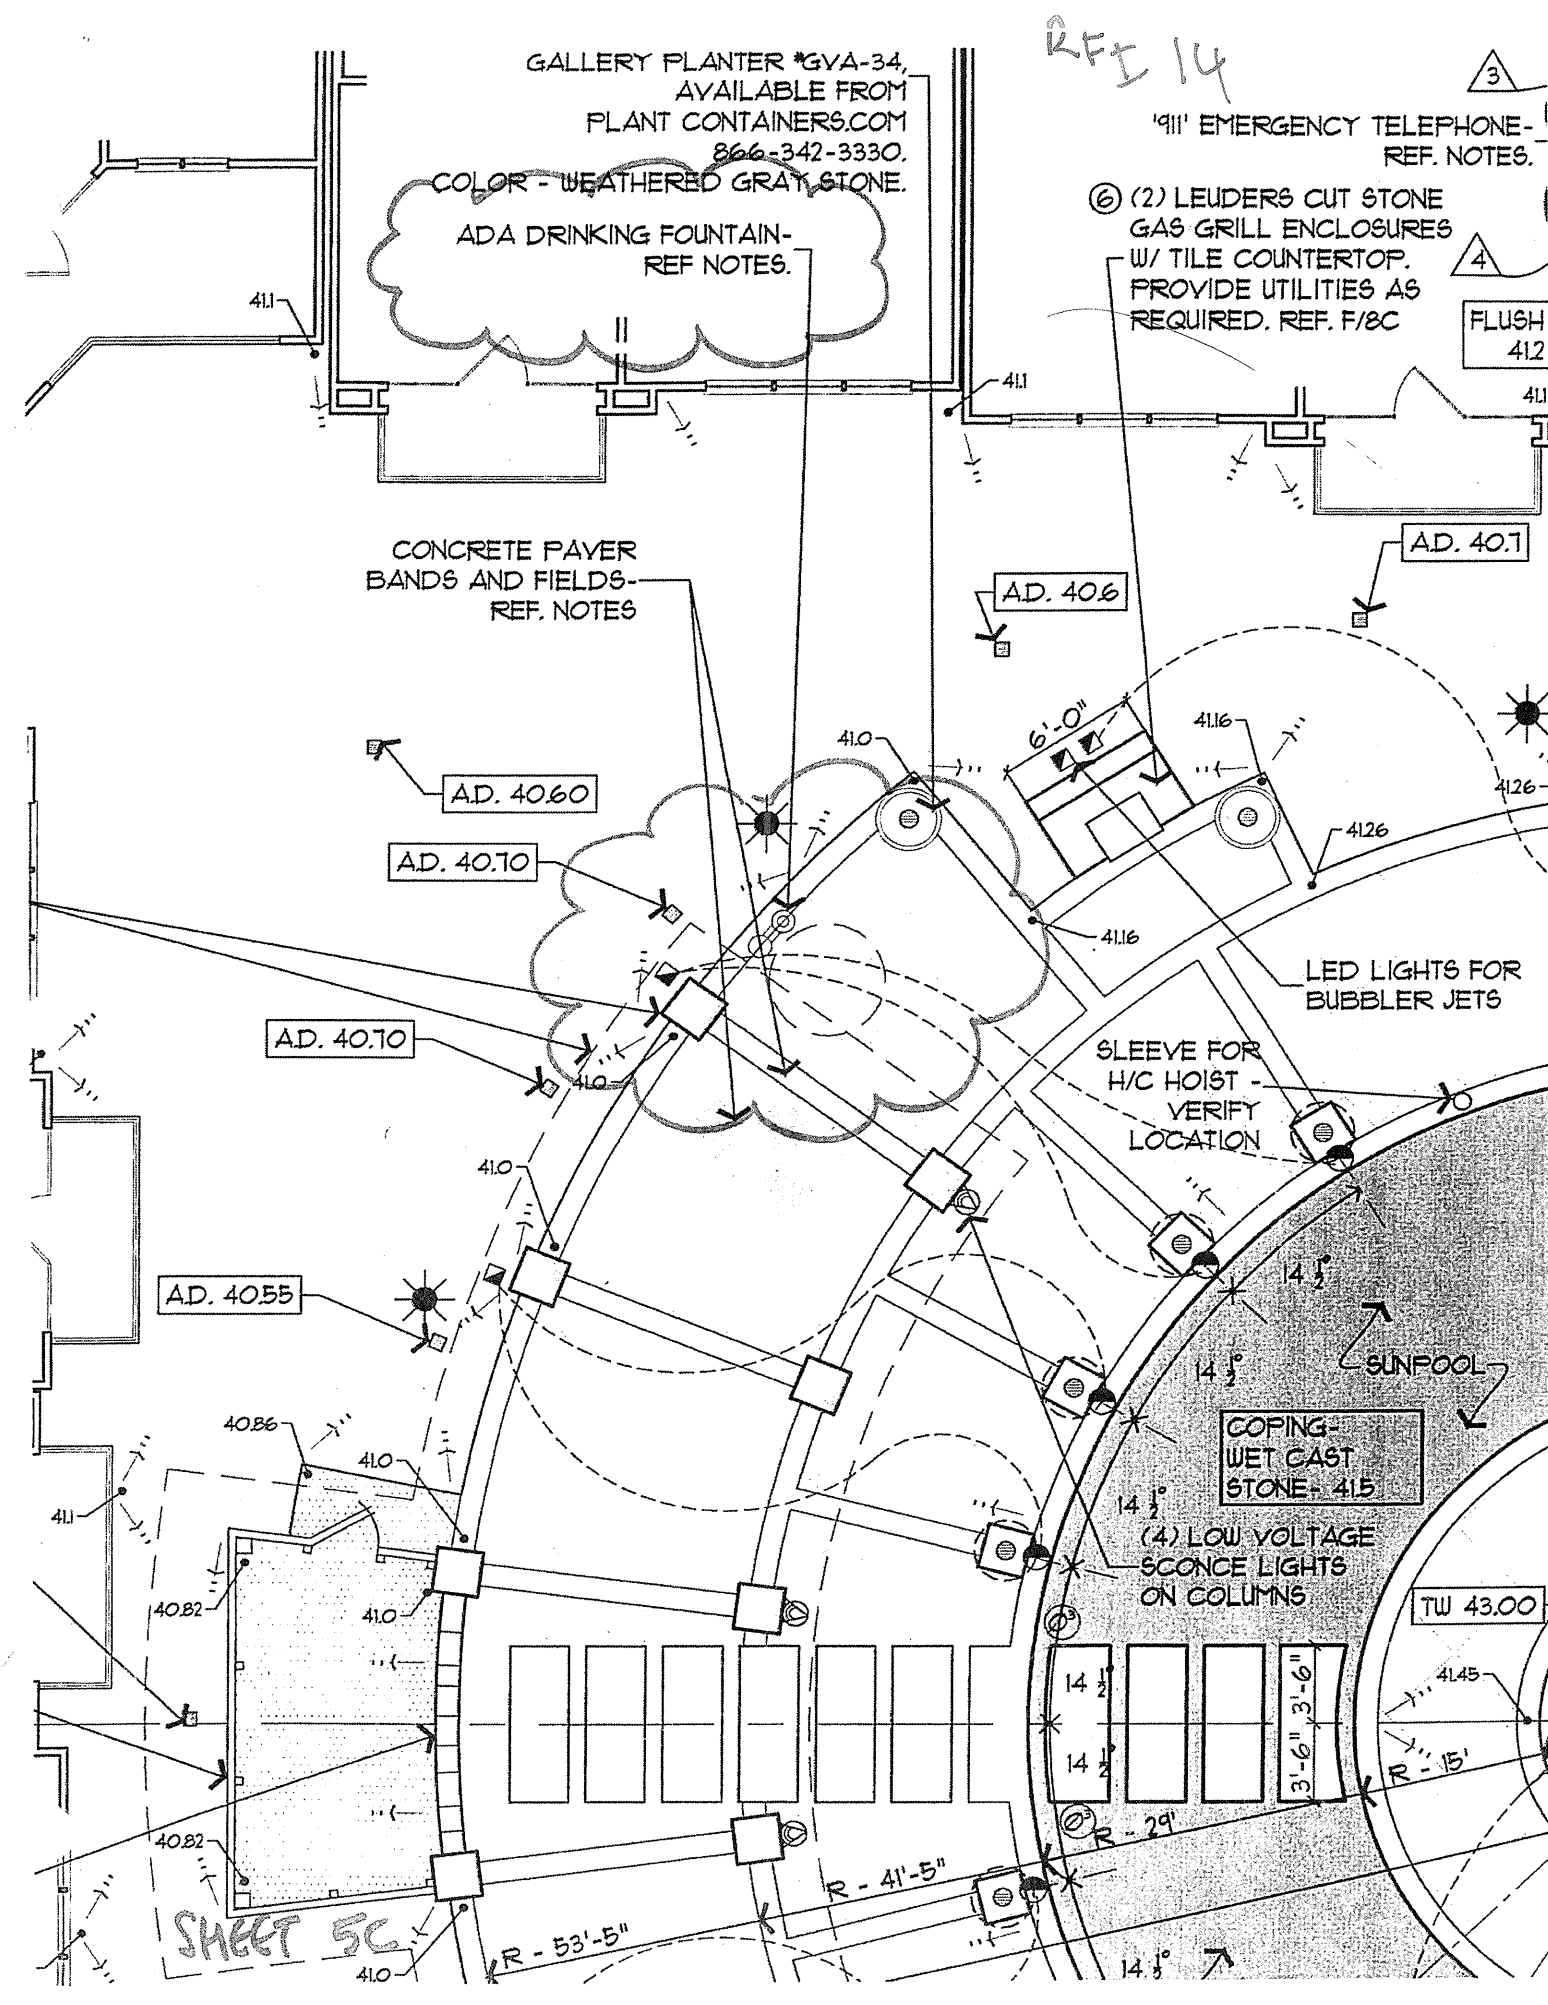 RFI 14
GALLERY PLANTER *GVA-34,
AVAILABLE FROM
PLANT CONTAINERS.COM
866-342-3330.
COLOR - WEATHERED GRAY STONE.
ADA DRINKING FOUNTAIN-
REF NOTES.
3
'911' EMERGENCY TELEPHONE-
REF. NOTES.
6 (2) LEUDERS CUT STONE
GAS GRILL ENCLOSURES
W/ TILE COUNTERTOP.
PROVIDE UTILITIES AS
REQUIRED. REF. F/8C
4
FLUSH
41.2
41.1
41.1
41.1
CONCRETE PAVER
BANDS AND FIELDS-
REF. NOTES
A.D. 40.7
A.D. 40.6
6'-0"
41.0
41.16
41.26
A.D. 40.60
41.26
A.D. 40.70
41.16
LED LIGHTS FOR
BUBBLER JETS
A.D. 40.70
41.0
SLEEVE FOR
H/C HOIST -
VERIFY
LOCATION
41.0
A.D. 40.55
14 1/2°
14 1/2°
SUNPOOL
COPING-
WET CAST
STONE- 41.5
40.86
41.0
41.1
14 1/2°
(4) LOW VOLTAGE
SCONCE LIGHTS
ON COLUMNS
40.82
41.0
TW 43.00
3
14 1/2°
3'-6"
41.45
14 1/2°
3'-6"
R - 15'
3
R - 29'
40.82
R - 41'-5"
R - 53'-5"
SHEET 5C
41.0
14 1/2°